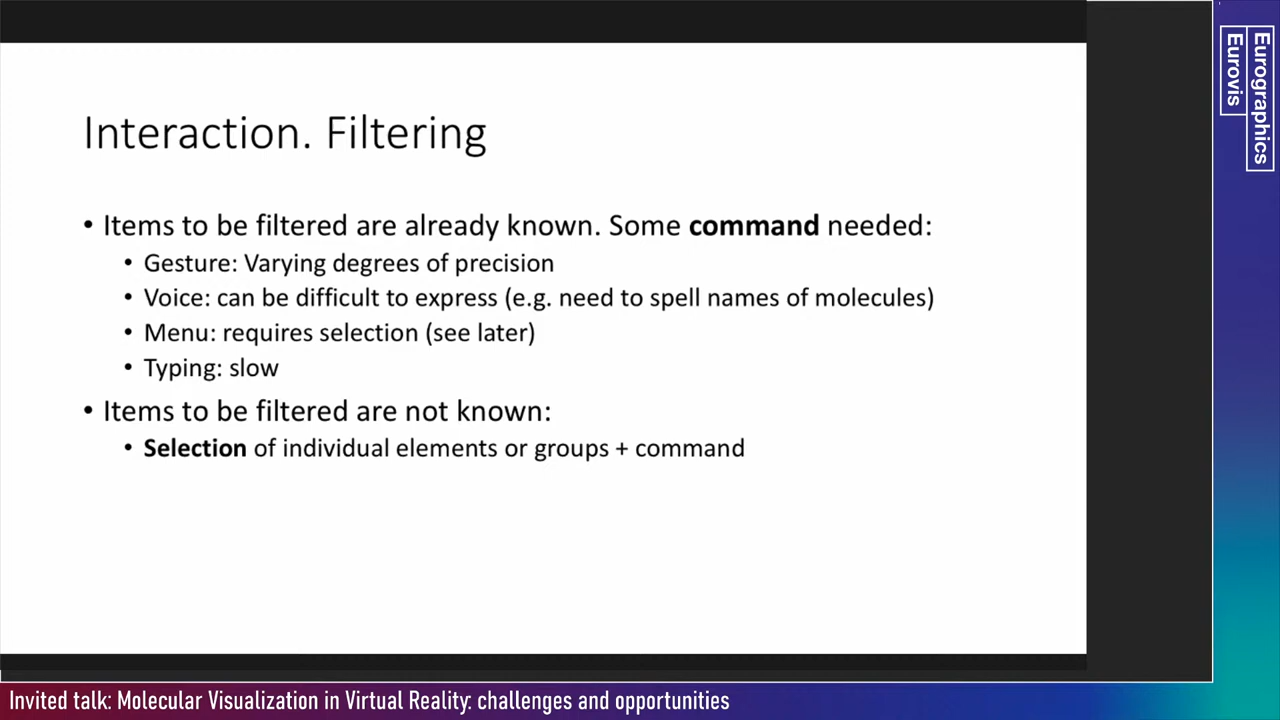 Interaction. Filtering
• Items to be filtered are already known. Some command needed:
• Gesture: Varying degrees of precision
• Voice: can be difficult to express (e.g. need to spell names of molecules)
• Menu: requires selection (see later)
• Typing: slow
• Items to be filtered are not known:
• Selection of individual elements or groups + command
Eurographics
Eurovis
Invited talk: Molecular Visualization in Virtual Reality: challenges and opportunities